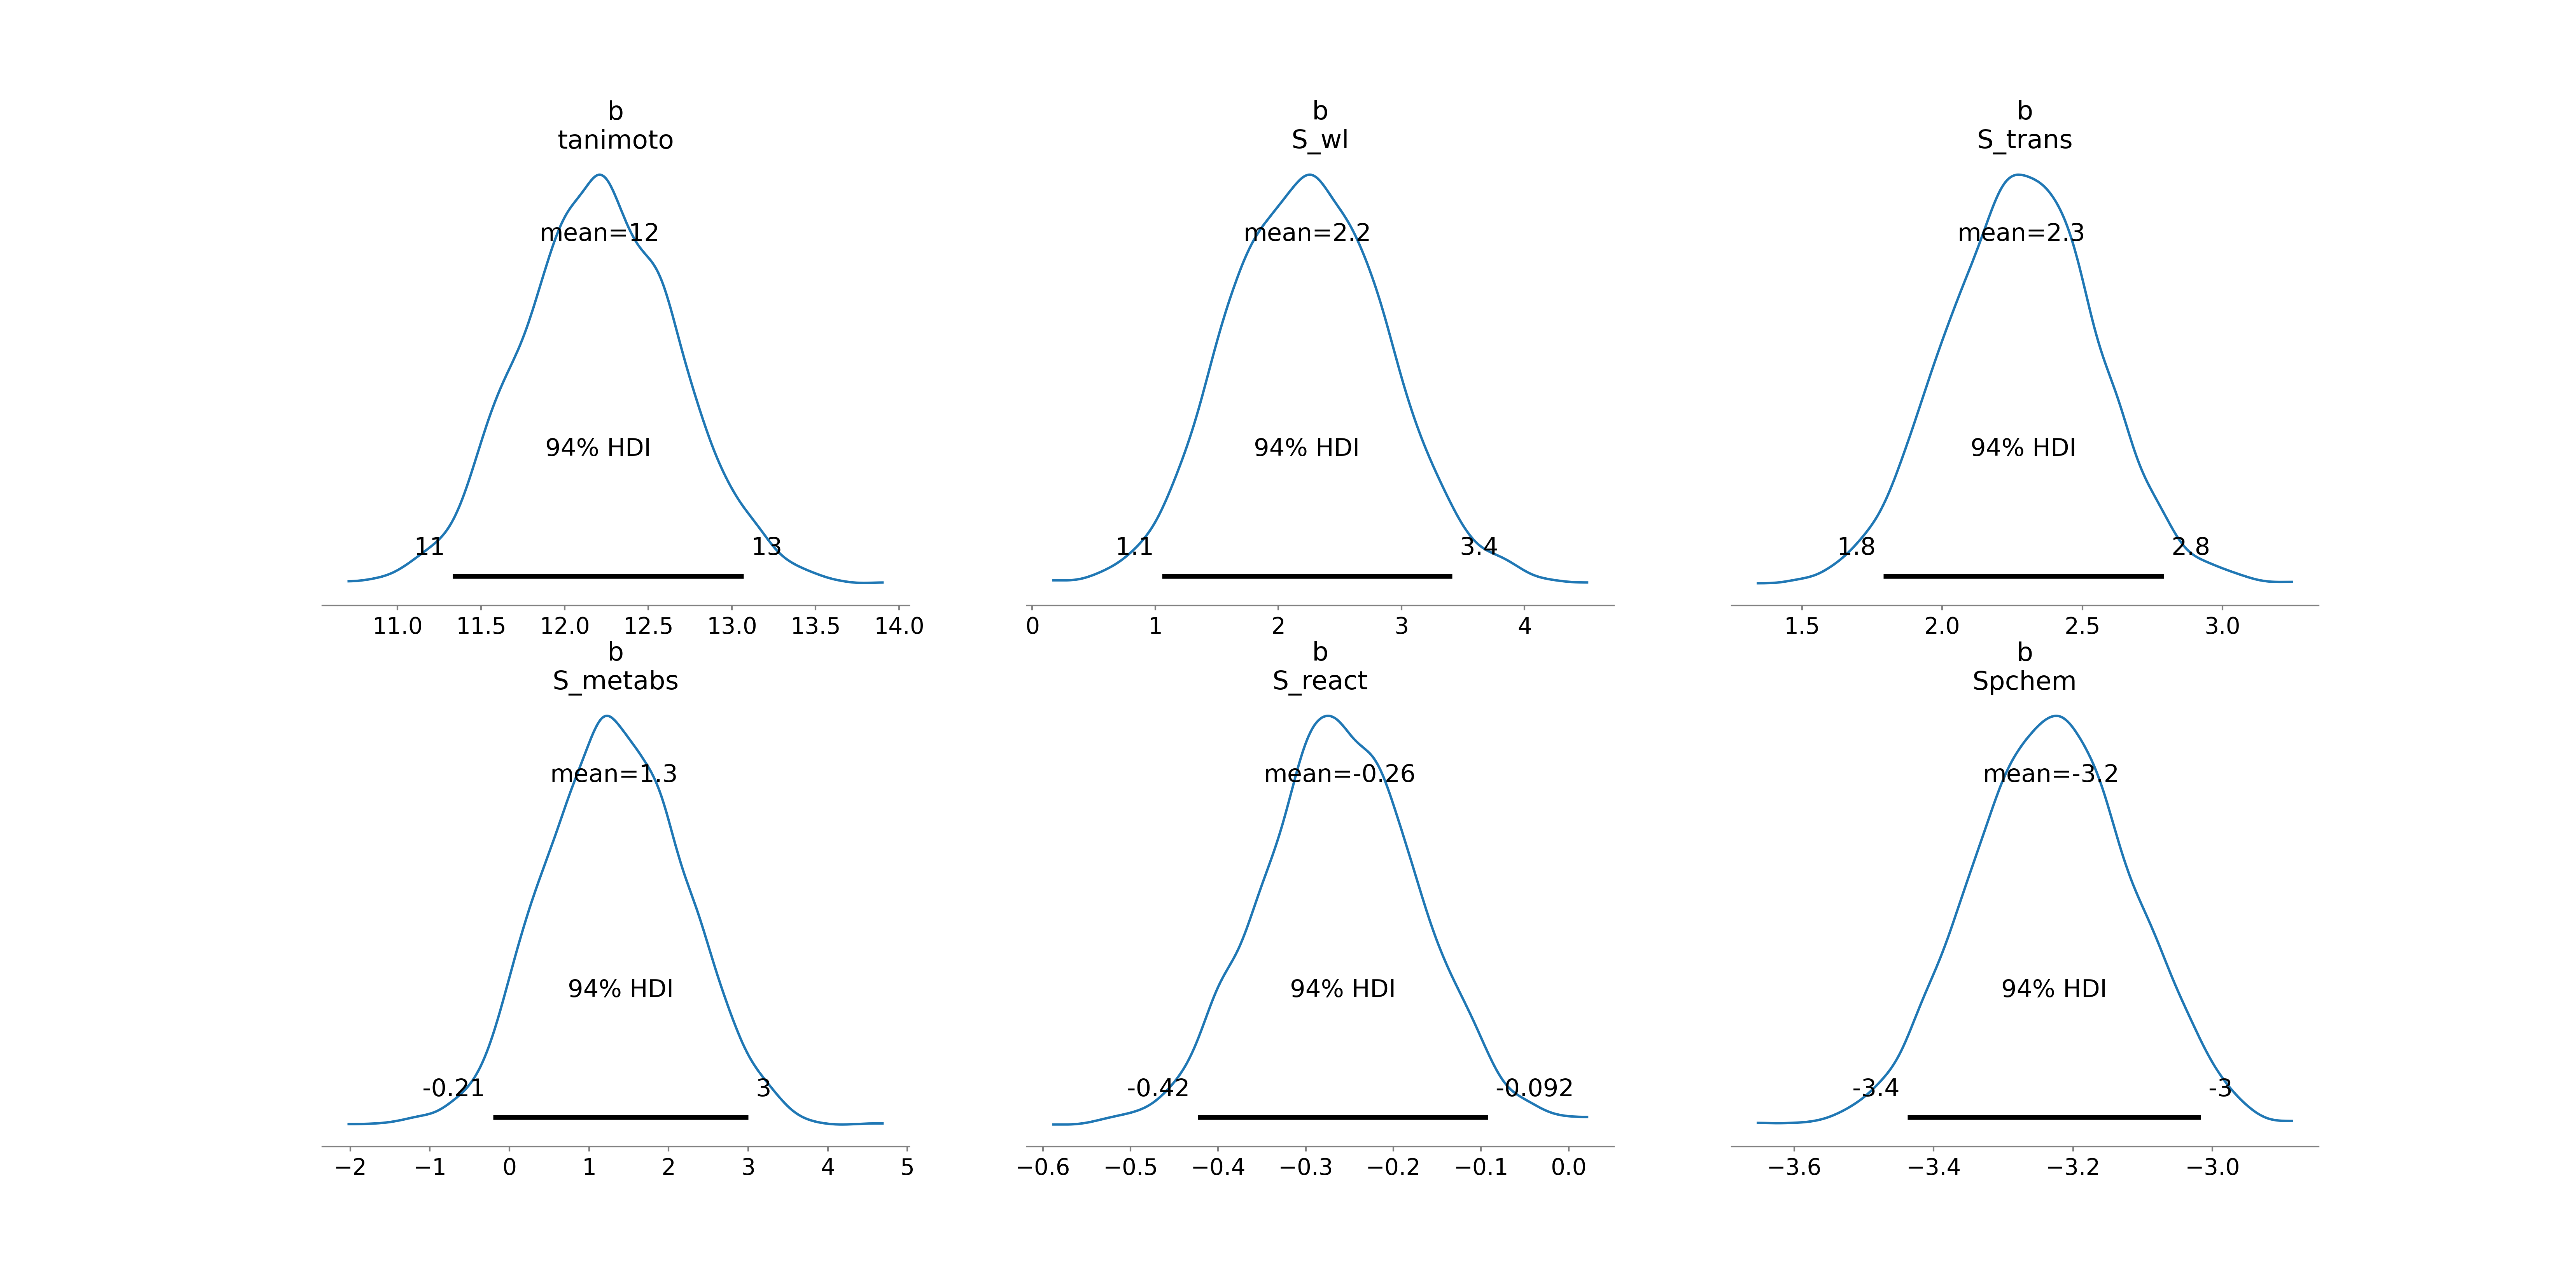 b
tanimoto
mean=12
94% HDI
11
13
11.0 11.5 12.0 12.5 13.0 13.5 14.0
b
S_wl
mean=2.2
94% HDI
1.1
3.4
0 1 2 3 4
b
S_trans
mean=2.3
94% HDI
1.8
2.8
1.5 2.0 2.5 3.0
b
S_metabs
mean=1.3
94% HDI
-0.21
3
−2 −1 0 1 2 3 4 5
b
S_react
mean=-0.26
94% HDI
-0.42
-0.092
−0.6 −0.5 −0.4 −0.3 −0.2 −0.1 0.0
b
Spchem
mean=-3.2
94% HDI
-3.4
-3
−3.6 −3.4 −3.2 −3.0